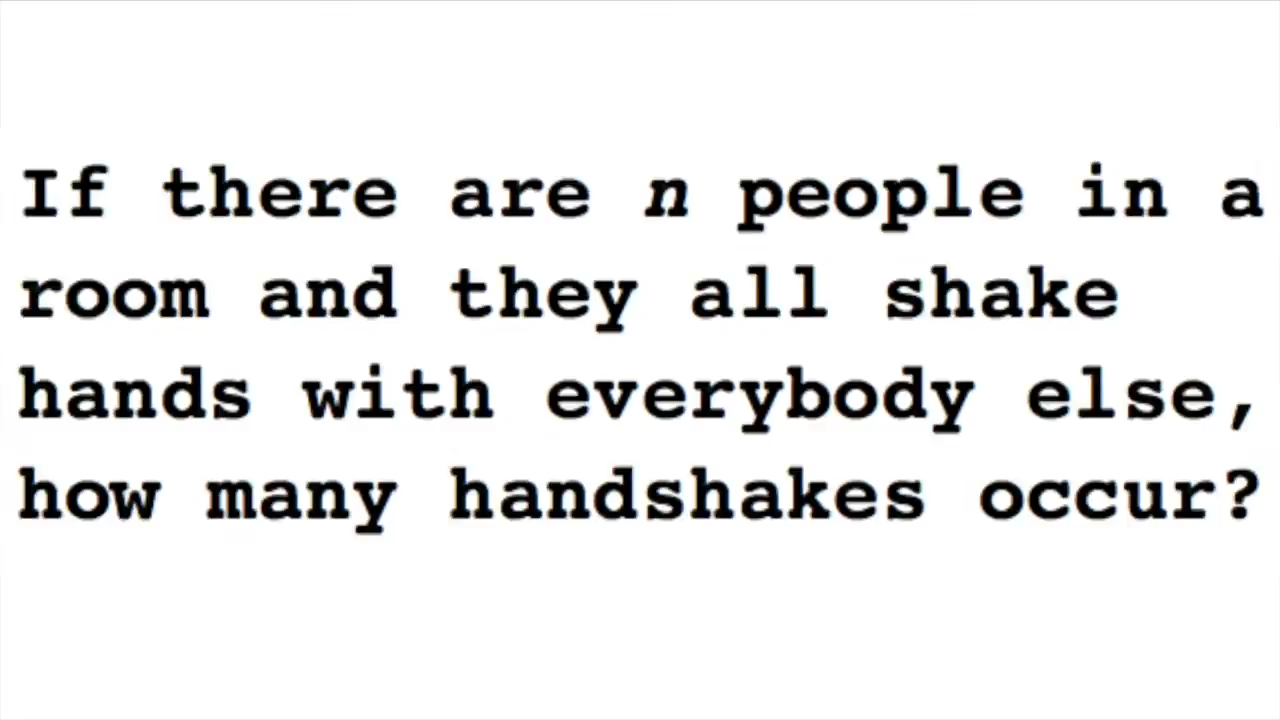 If there are n people in a
room and they all shake
hands with everybody else,
how many handshakes occur?